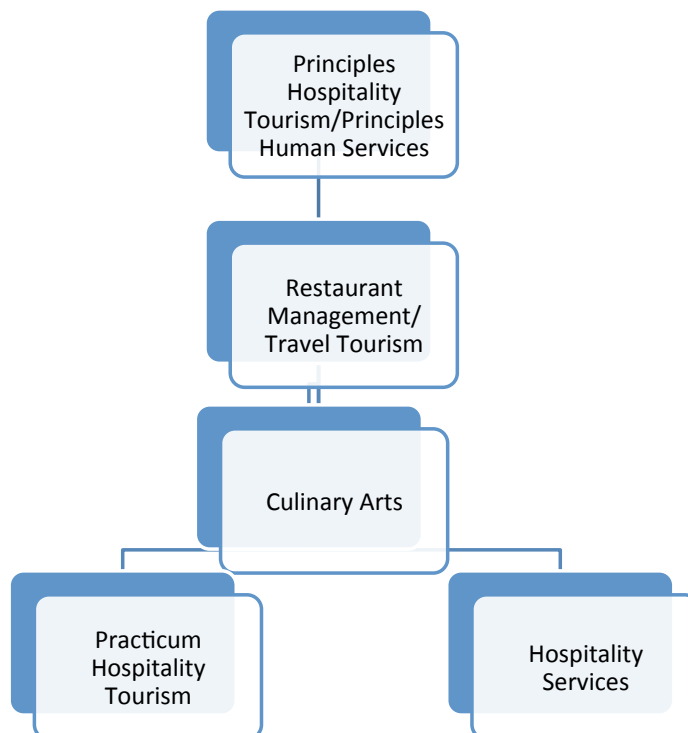 Principles
Hospitality
Tourism/Principles
Human Services
Restaurant
Management/
Travel Tourism
Culinary Arts
Practicum
Hospitality
Tourism
Hospitality
Services